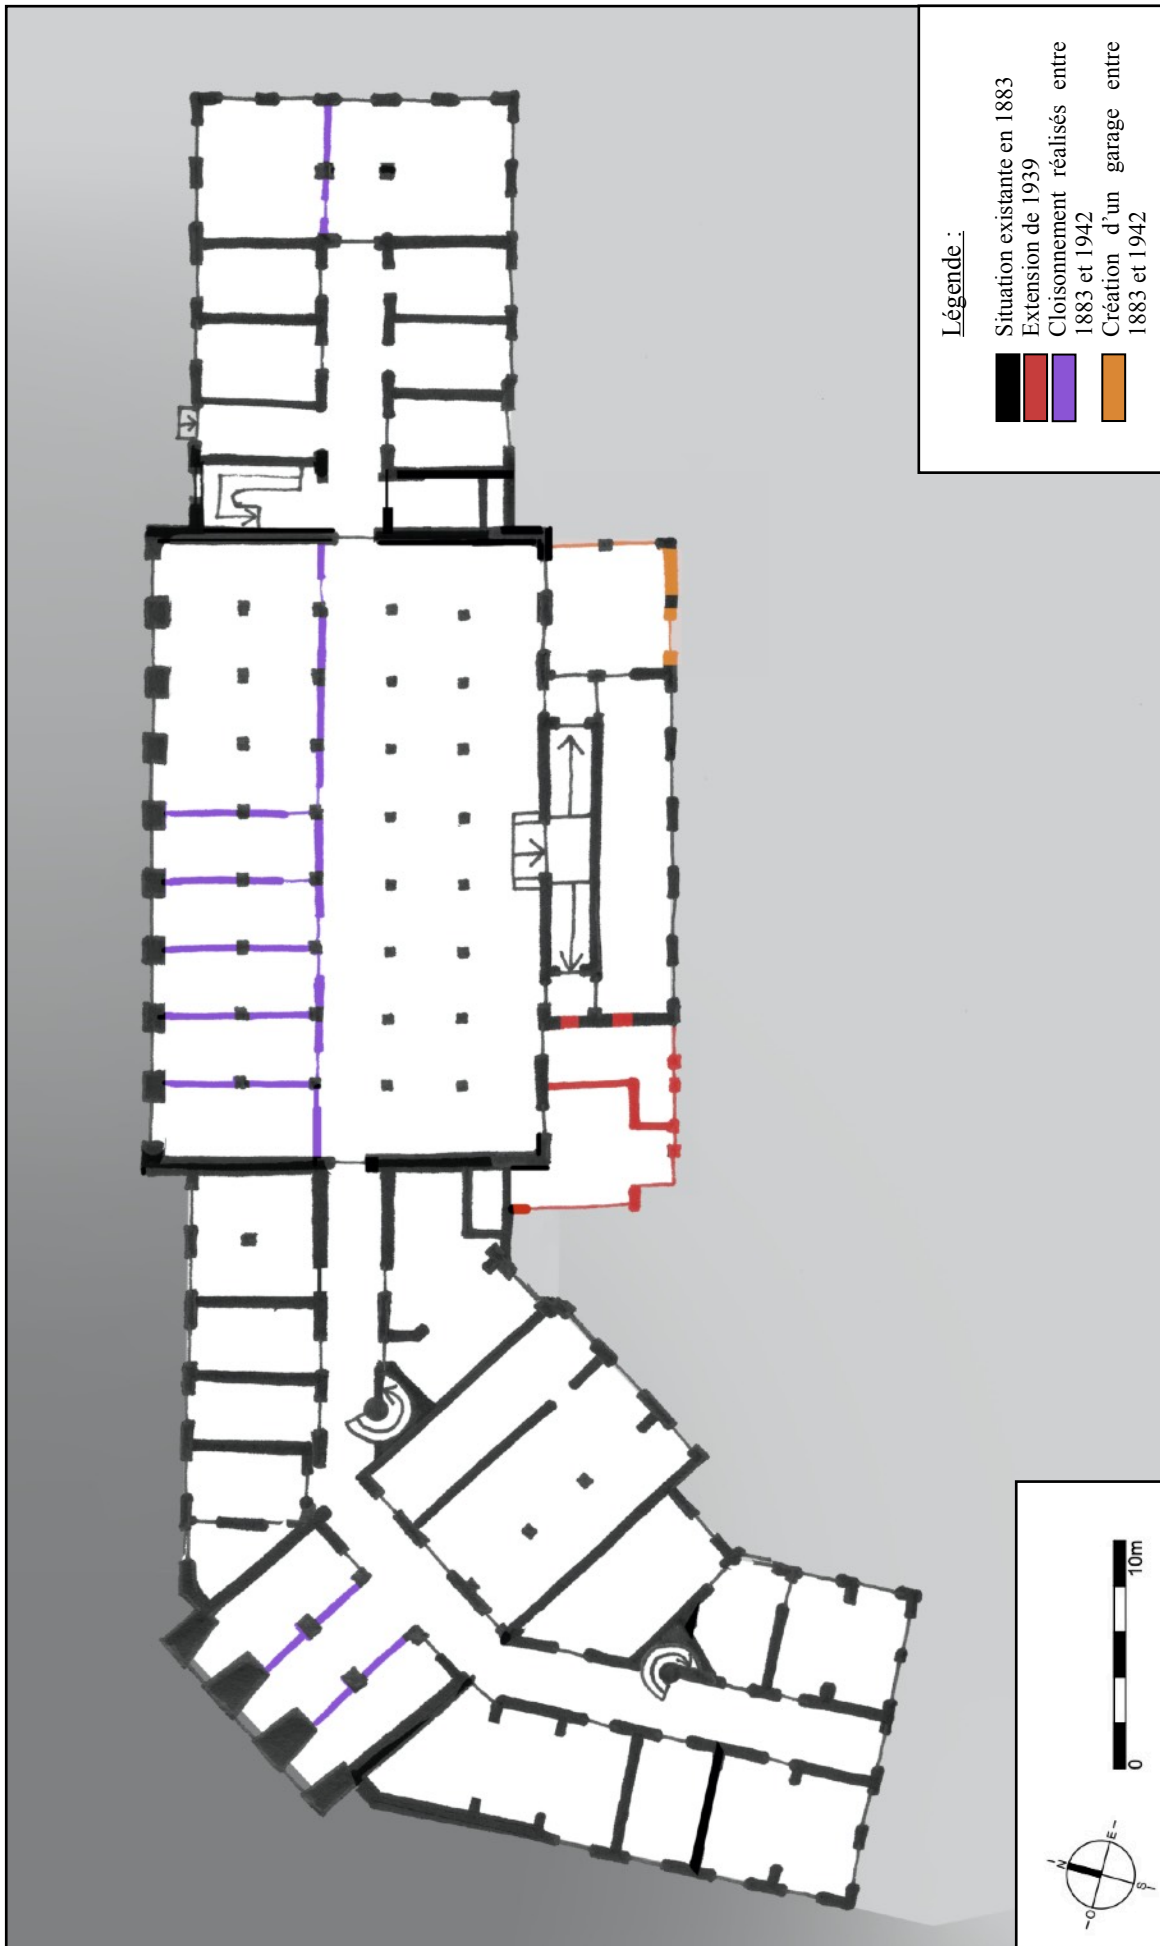 Légende :
Situation existante en 1883
Extension de 1939
Cloisonnement réalisés entre
1883 et 1942
Création d'un garage entre
1883 et 1942
0
10m
N
E
S
O